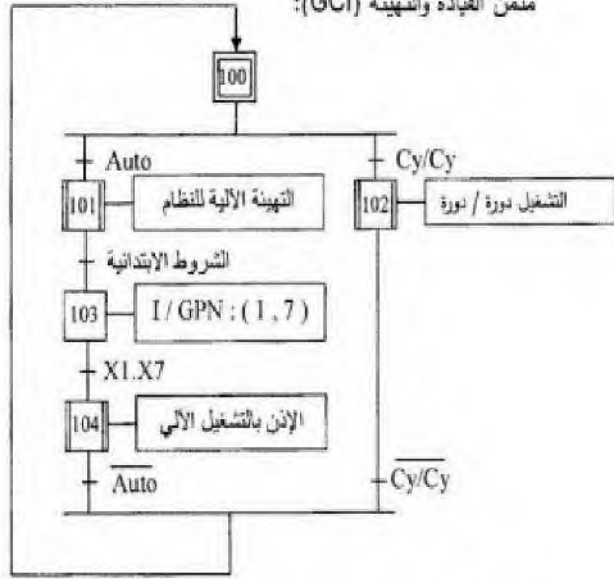 متمن القيادة والتهيئة (GCI):
100
Auto
Cy/Cy
101
التهيئة الآلية للنظام
102
التشغيل دورة / دورة
الشروط الابتدائية
103
I / GPN : ( 1 , 7 )
X1.X7
104
الإذن بالتشغيل الآلي
Auto
Cy/Cy